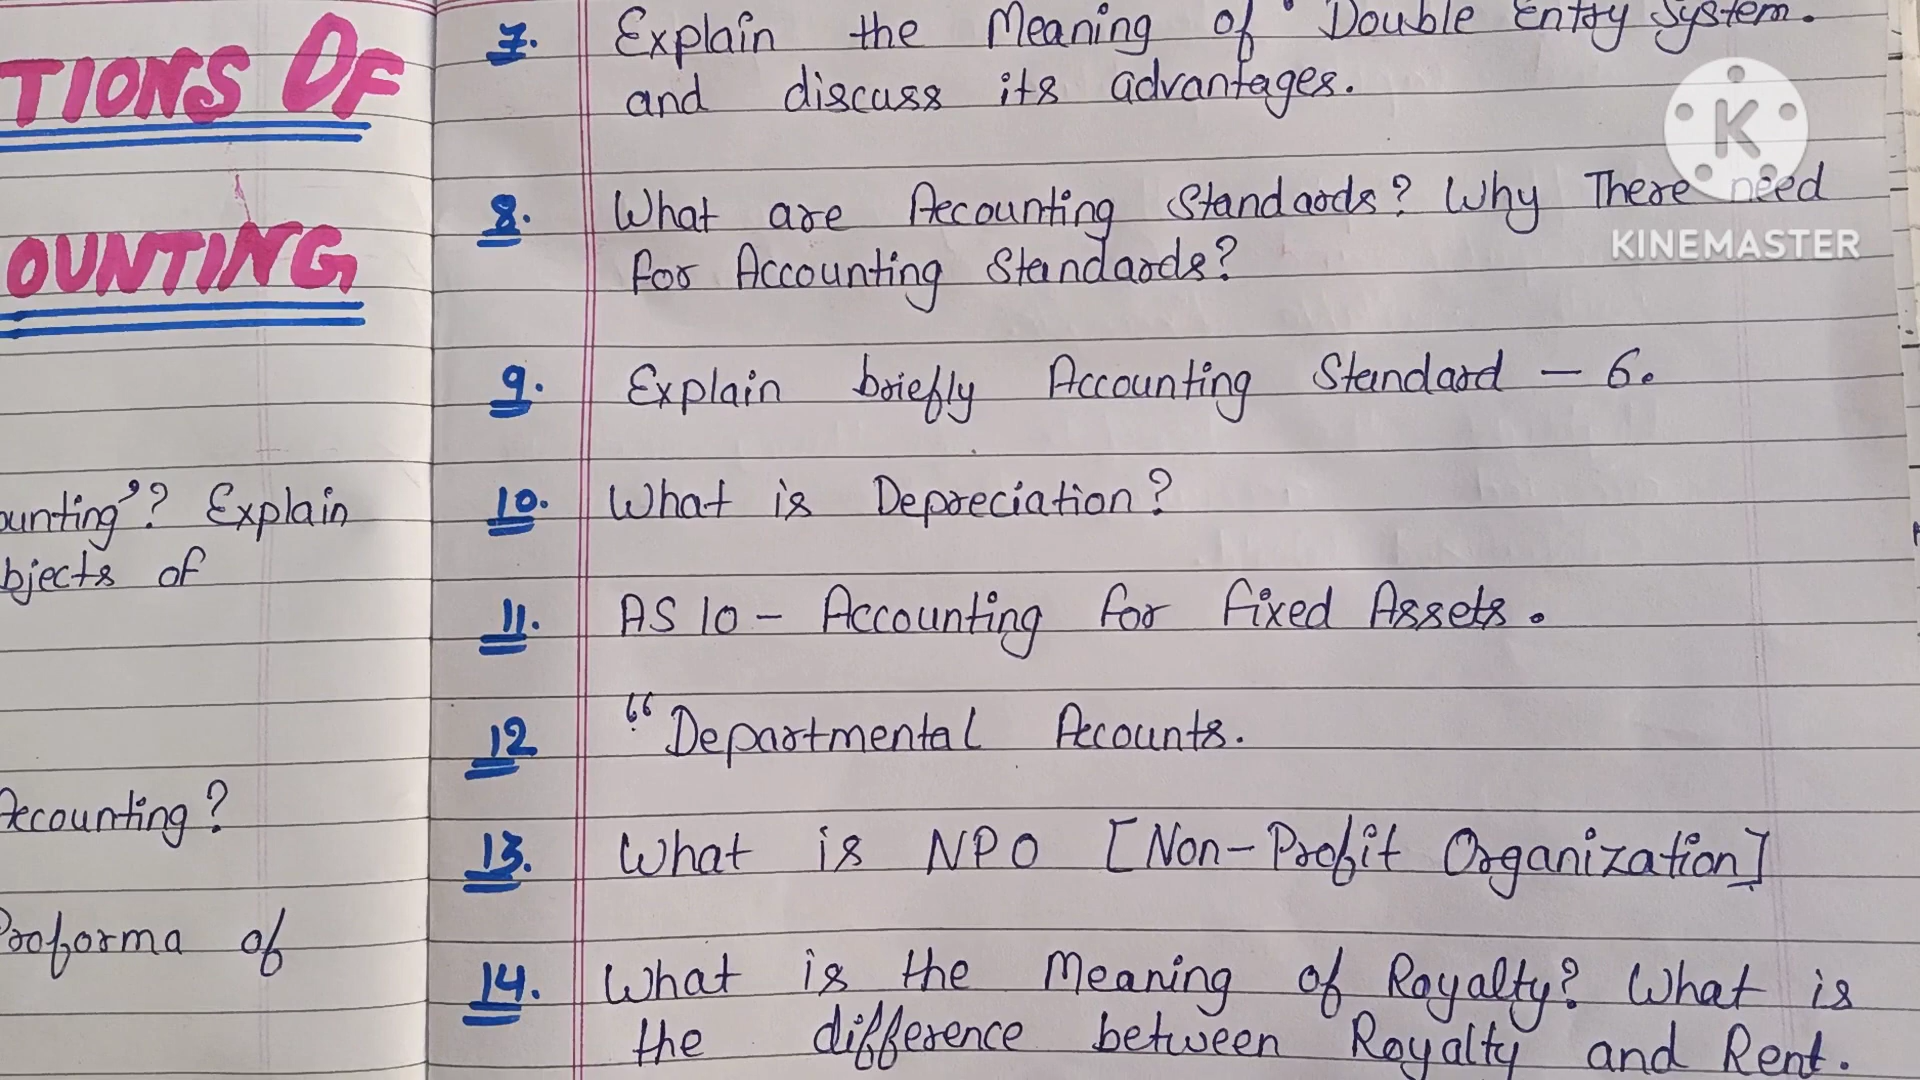 TIONS OF
OUNTING,
ounting'? Explain
bjects of
Accounting?
Proforma of
7. Explain the Meaning of "Double Entry System.
and discuss its advantages.
8. What are Accounting Standards? Why There need
for Accounting Standards?
9. Explain briefly Accounting Standard - 6.
10. What is Depreciation?
11. AS 10 - Accounting for Fixed Assets.
12 "Departmental Accounts.
13. What is NPO [Non-Profit Organization]
14. What is the Meaning of Royalty? What is
the difference between Royalty and Rent.
K
KINEMASTER